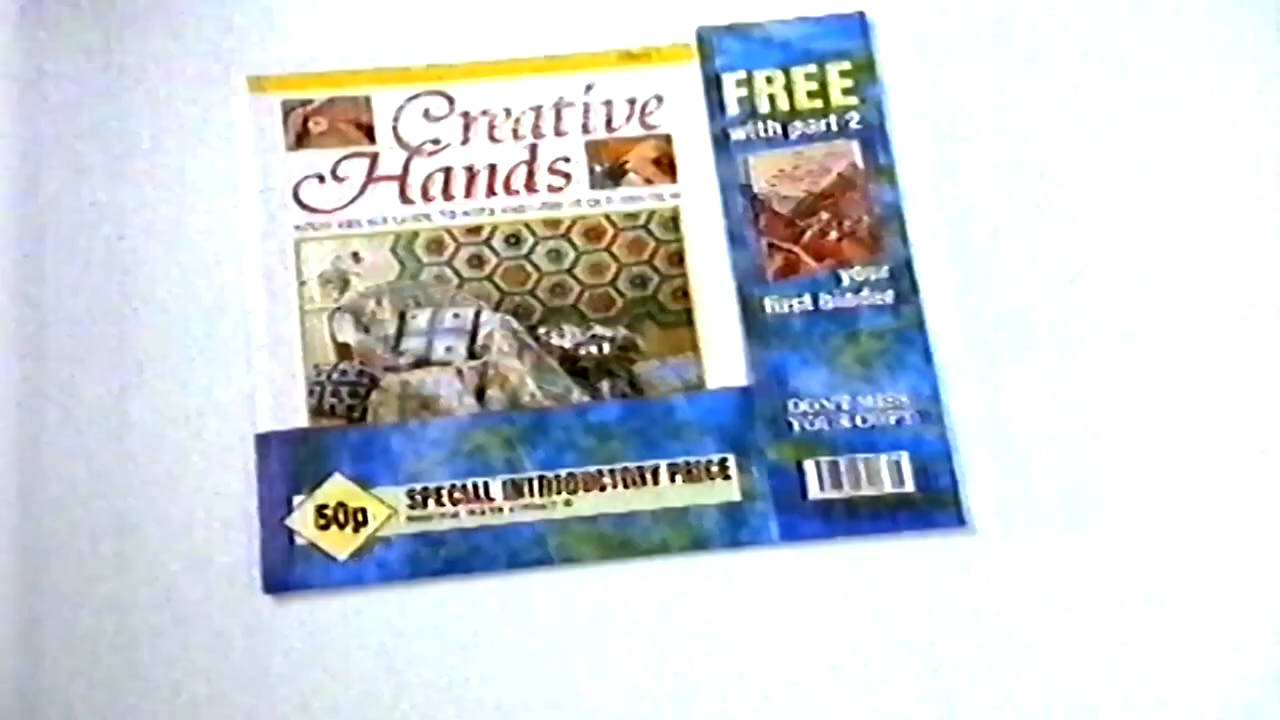 Creative
Hands
FREE
with part 2
your
first binder
DON'T MISS
YOUR COPY
50p
SPECIAL INTRODUCTORY PRICE